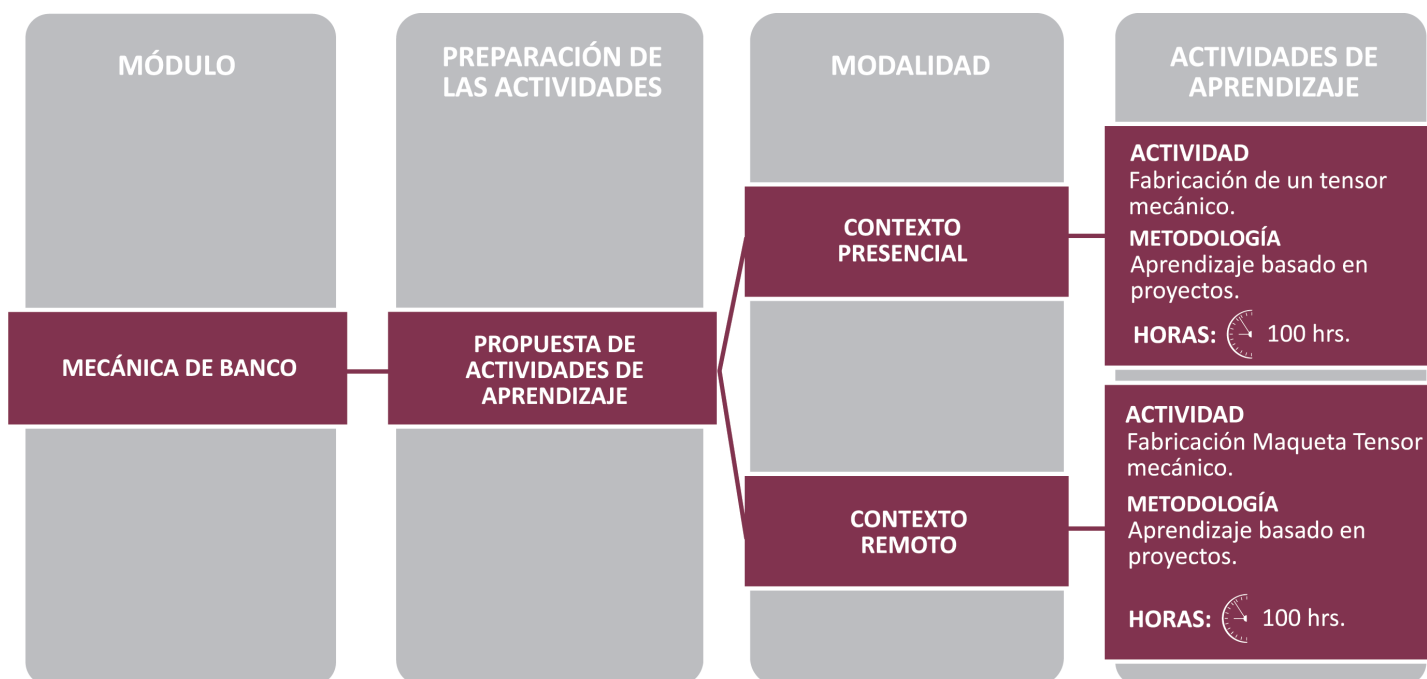 MÓDULO
PREPARACIÓN DE
LAS ACTIVIDADES
MODALIDAD
ACTIVIDADES DE
APRENDIZAJE
MECÁNICA DE BANCO
PROPUESTA DE
ACTIVIDADES DE
APRENDIZAJE
CONTEXTO
PRESENCIAL
ACTIVIDAD
Fabricación de un tensor
mecánico.
METODOLOGÍA
Aprendizaje basado en
proyectos.
HORAS: 100 hrs.
CONTEXTO
REMOTO
ACTIVIDAD
Fabricación Maqueta Tensor
mecánico.
METODOLOGÍA
Aprendizaje basado en
proyectos.
HORAS: 100 hrs.